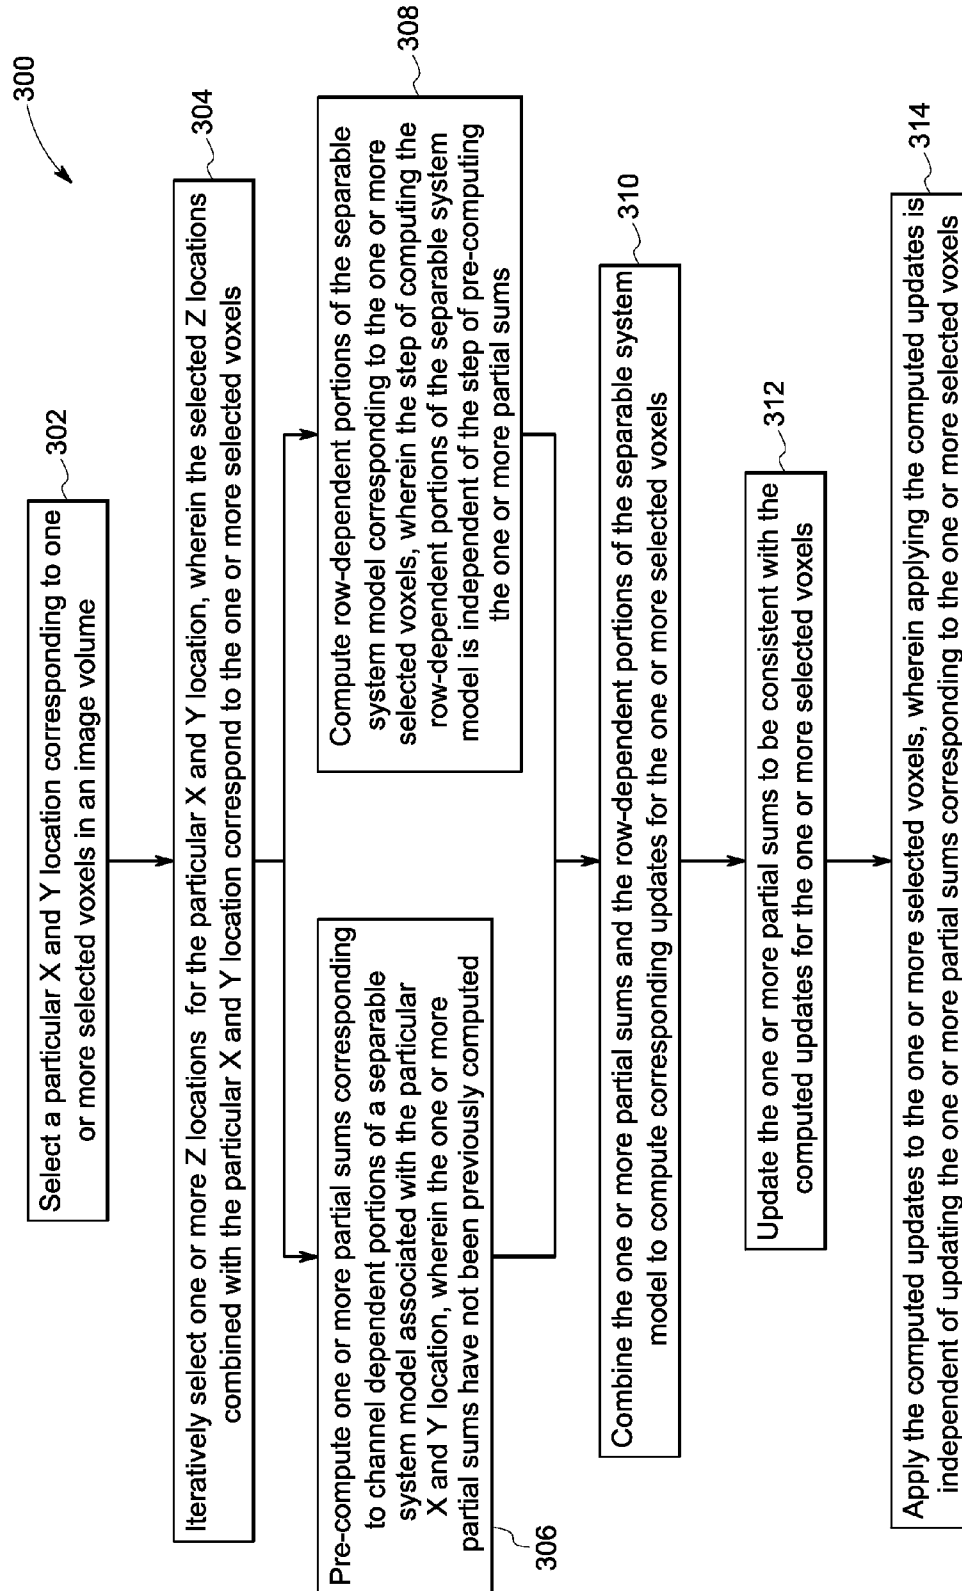 300
302
Select a particular X and Y location corresponding to one
or more selected voxels in an image volume
304
Iteratively select one or more Z locations for the particular X and Y location, wherein the selected Z locations
combined with the particular X and Y location correspond to the one or more selected voxels
306
Pre-compute one or more partial sums corresponding
to channel dependent portions of a separable
system model associated with the particular
X and Y location, wherein the one or more
partial sums have not been previously computed
308
Compute row-dependent portions of the separable
system model corresponding to the one or more
selected voxels, wherein the step of computing the
row-dependent portions of the separable system
model is independent of the step of pre-computing
the one or more partial sums
310
Combine the one or more partial sums and the row-dependent portions of the separable system
model to compute corresponding updates for the one or more selected voxels
312
Update the one or more partial sums to be consistent with the
computed updates for the one or more selected voxels
314
Apply the computed updates to the one or more selected voxels, wherein applying the computed updates is
independent of updating the one or more partial sums corresponding to the one or more selected voxels